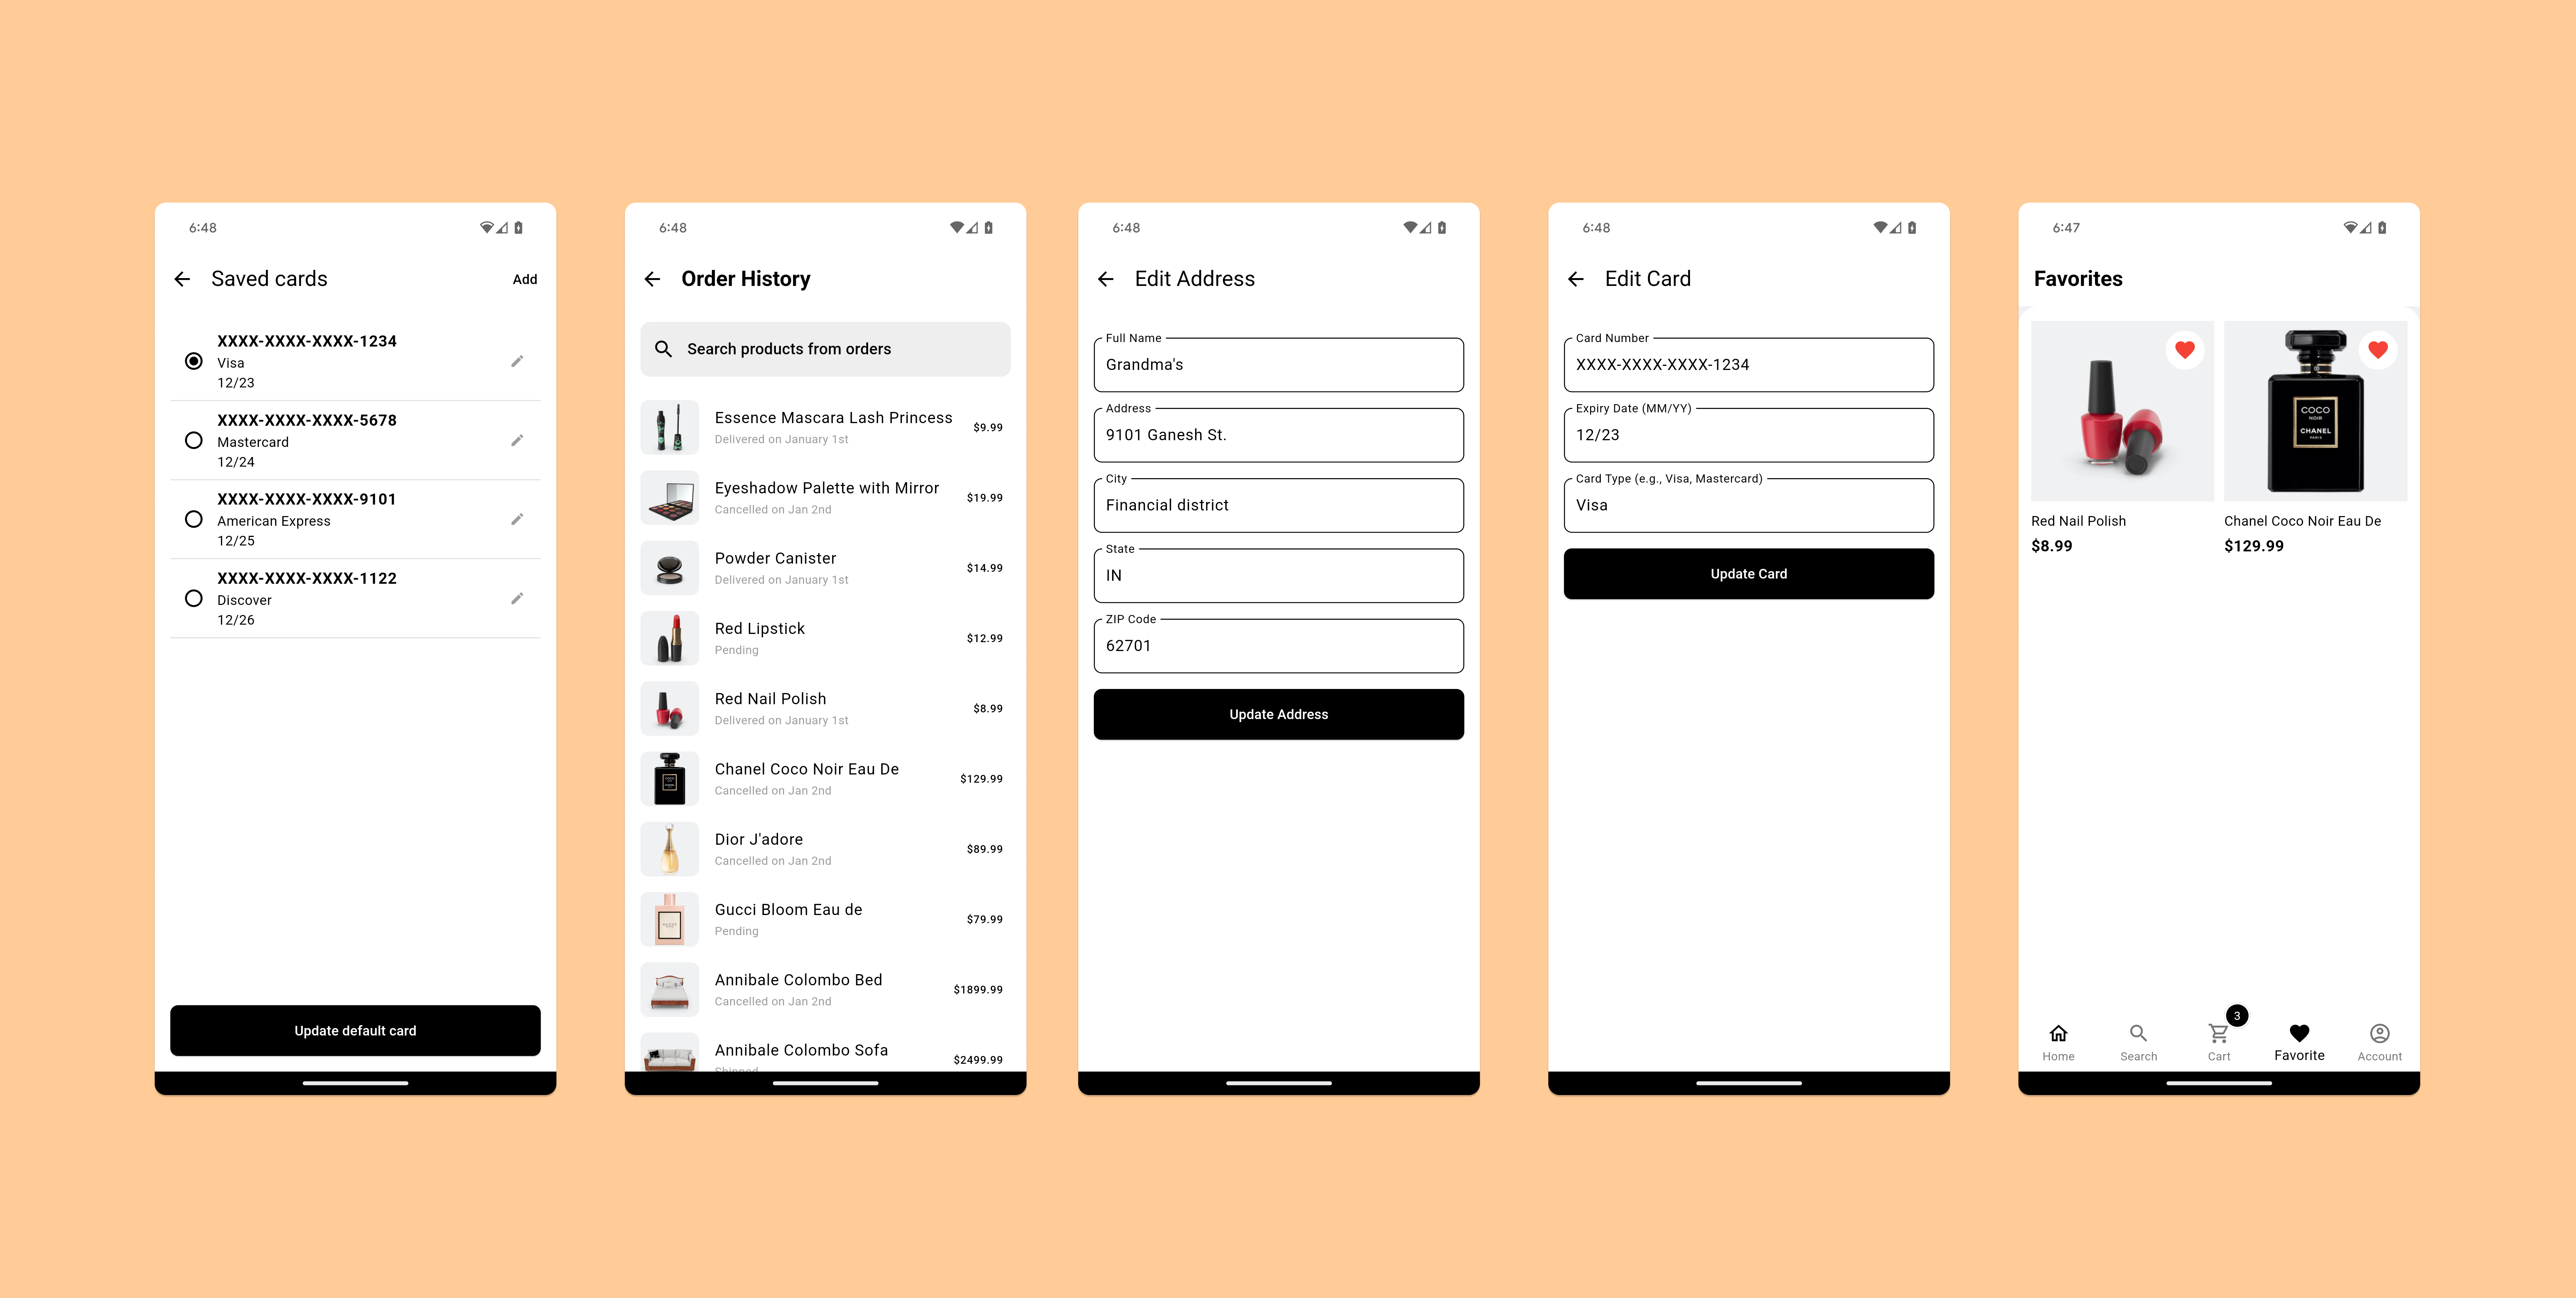 6:48
Saved cards
Add
XXXX-XXXX-XXXX-1234
Visa
12/23
XXXX-XXXX-XXXX-5678
Mastercard
12/24
XXXX-XXXX-XXXX-9101
American Express
12/25
XXXX-XXXX-XXXX-1122
Discover
12/26
Update default card
6:48
Order History
Search products from orders
Essence Mascara Lash Princess
$9.99
Delivered on January 1st
Eyeshadow Palette with Mirror
$19.99
Cancelled on Jan 2nd
Powder Canister
$14.99
Delivered on January 1st
Red Lipstick
$12.99
Pending
Red Nail Polish
$8.99
Delivered on January 1st
Chanel Coco Noir Eau De
$129.99
Cancelled on Jan 2nd
Dior J'adore
$89.99
Cancelled on Jan 2nd
Gucci Bloom Eau de
$79.99
Pending
Annibale Colombo Bed
$1899.99
Cancelled on Jan 2nd
Annibale Colombo Sofa
$2499.99
Shipped
6:48
Edit Address
Full Name
Grandma's
Address
9101 Ganesh St.
City
Financial district
State
IN
ZIP Code
62701
Update Address
6:48
Edit Card
Card Number
XXXX-XXXX-XXXX-1234
Expiry Date (MM/YY)
12/23
Card Type (e.g., Visa, Mastercard)
Visa
Update Card
6:47
Favorites
COCO
NOIR
CHANEL
PARIS
Red Nail Polish
$8.99
Chanel Coco Noir Eau De
$129.99
3
Home
Search
Cart
Favorite
Account